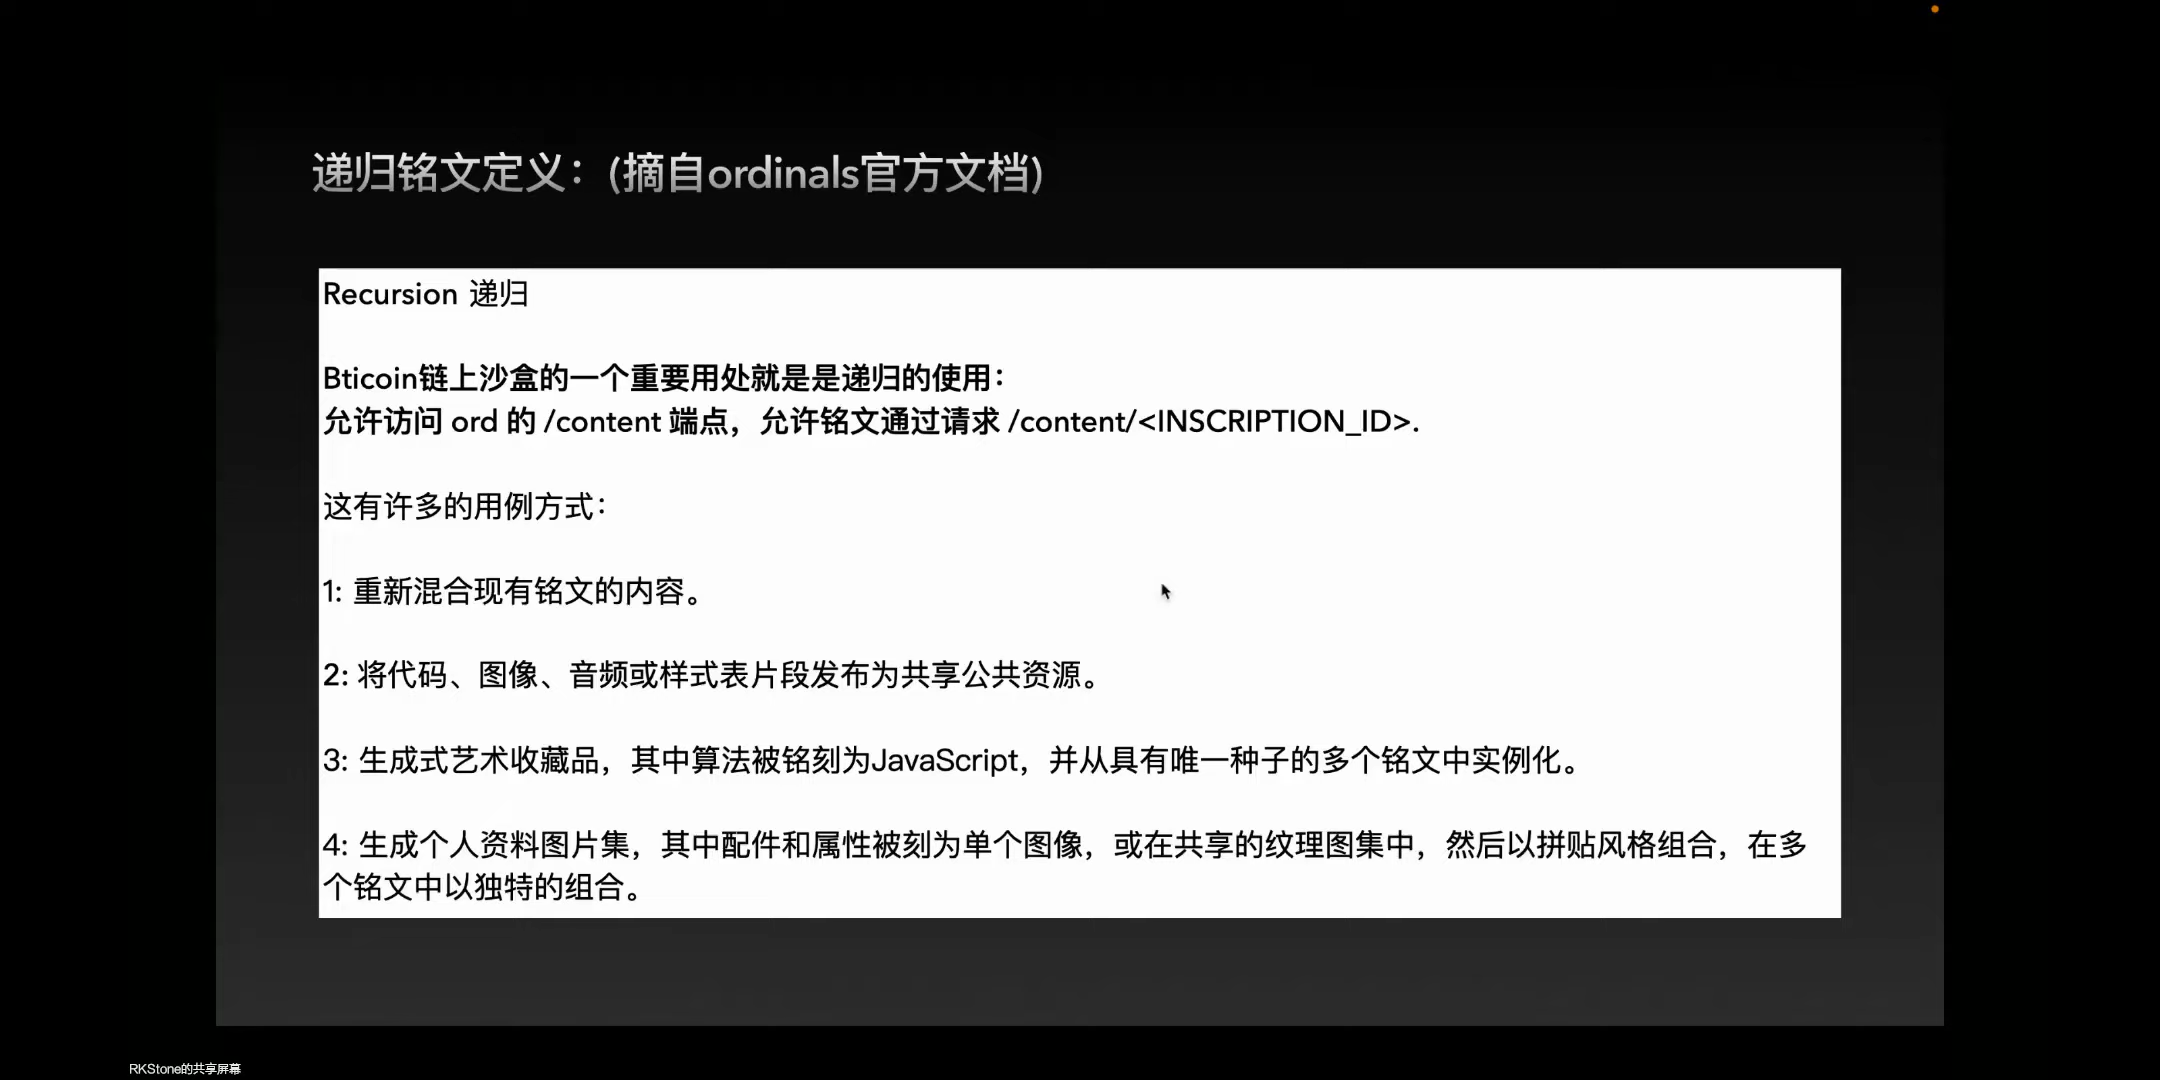 递归铭文定义：(摘自ordinals官方文档)
Recursion 递归
Bticoin链上沙盒的一个重要用处就是是递归的使用：
允许访问 ord 的 /content 端点，允许铭文通过请求 /content/<INSCRIPTION_ID>.
这有许多的用例方式：
1: 重新混合现有铭文的内容。
2: 将代码、图像、音频或样式表片段发布为共享公共资源。
3: 生成式艺术收藏品，其中算法被铭刻为JavaScript，并从具有唯一种子的多个铭文中实例化。
4: 生成个人资料图片集，其中配件和属性被刻为单个图像，或在共享的纹理图集中，然后以拼贴风格组合，在多
个铭文中以独特的组合。
RKStone的共享屏幕